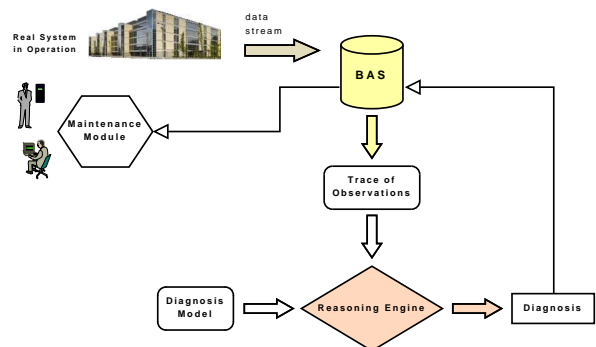 data
stream
Real System
in Operation
BAS
Maintenance
Module
Trace of
Observations
Diagnosis
Model
Reasoning Engine
Diagnosis